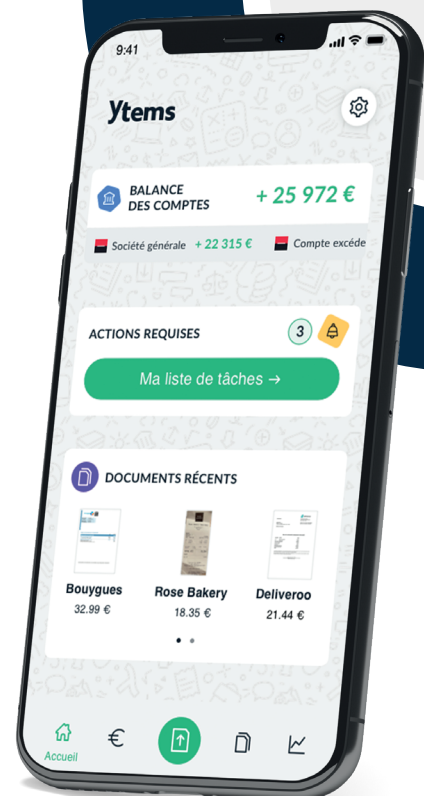 9:41
Ytems
BALANCE
DES COMPTES
+ 25 972 €
Société générale + 22 315 € Compte excéde
ACTIONS REQUISES
3
Ma liste de tâches →
DOCUMENTS RÉCENTS
Bouygues Rose Bakery Deliveroo
32.99 € 18.35 € 21.44 €
€
Accueil